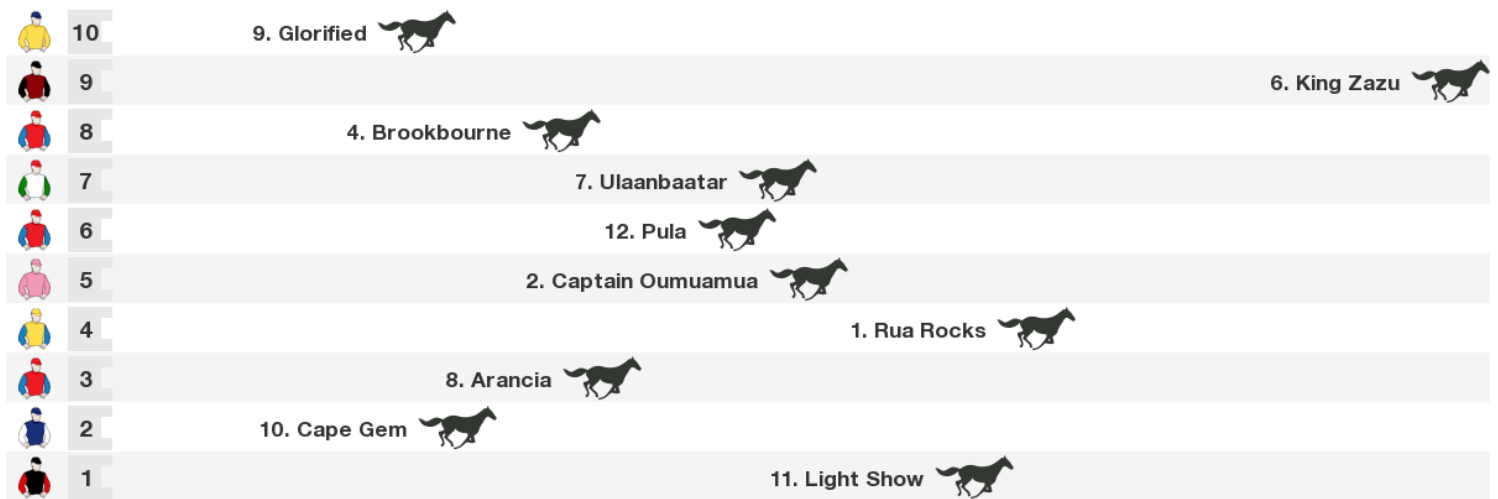 10 9. Glorified
9 6. King Zazu
8 4. Brookbourne
7 7. Ulaanbaatar
6 12. Pula
5 2. Captain Oumuamua
4 1. Rua Rocks
3 8. Arancia
2 10. Cape Gem
1 11. Light Show